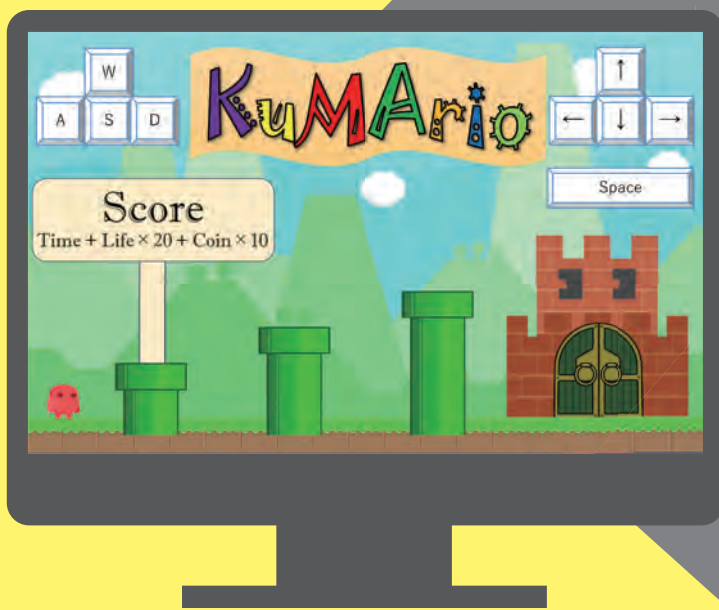 KuMArio
W
A S D
↑
← ↓ →
Space
Score
Time + Life × 20 + Coin × 10